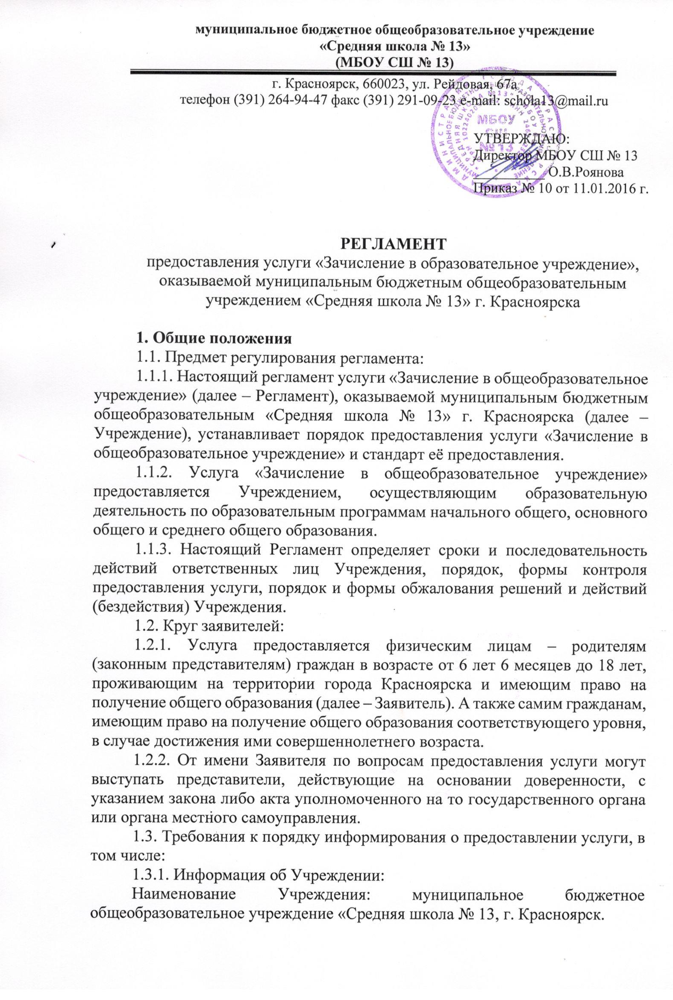 муниципальное бюджетное общеобразовательное учреждение
«Средняя школа № 13»
(МБОУ СШ № 13)
г. Красноярск, 660023, ул. Рейдовая, 67а
телефон (391) 264-94-47 факс (391) 291-09-23 e-mail: schola13@mail.ru
МБОУ
СШ
№13
УТВЕРЖДАЮ:
Директор МБОУ СШ № 13
О.В.Роянова
Приказ № 10 от 11.01.2016 г.
РЕГЛАМЕНТ
предоставления услуги «Зачисление в образовательное учреждение»,
оказываемой муниципальным бюджетным общеобразовательным
учреждением «Средняя школа № 13» г. Красноярска
1. Общие положения
1.1. Предмет регулирования регламента:
1.1.1. Настоящий регламент услуги «Зачисление в общеобразовательное
учреждение» (далее – Регламент), оказываемой муниципальным бюджетным
общеобразовательным «Средняя школа № 13» г. Красноярска (далее –
Учреждение), устанавливает порядок предоставления услуги «Зачисление в
общеобразовательное учреждение» и стандарт её предоставления.
1.1.2. Услуга «Зачисление в общеобразовательное учреждение»
предоставляется Учреждением, осуществляющим образовательную
деятельность по образовательным программам начального общего, основного
общего и среднего общего образования.
1.1.3. Настоящий Регламент определяет сроки и последовательность
действий ответственных лиц Учреждения, порядок, формы контроля
предоставления услуги, порядок и формы обжалования решений и действий
(бездействия) Учреждения.
1.2. Круг заявителей:
1.2.1. Услуга предоставляется физическим лицам – родителям
(законным представителям) граждан в возрасте от 6 лет 6 месяцев до 18 лет,
проживающим на территории города Красноярска и имеющим право на
получение общего образования (далее – Заявитель). А также самим гражданам,
имеющим право на получение общего образования соответствующего уровня,
в случае достижения ими совершеннолетнего возраста.
1.2.2. От имени Заявителя по вопросам предоставления услуги могут
выступать представители, действующие на основании доверенности, с
указанием закона либо акта уполномоченного на то государственного органа
или органа местного самоуправления.
1.3. Требования к порядку информирования о предоставлении услуги, в
том числе:
1.3.1. Информация об Учреждении:
Наименование Учреждения: муниципальное бюджетное
общеобразовательное учреждение «Средняя школа № 13, г. Красноярск.